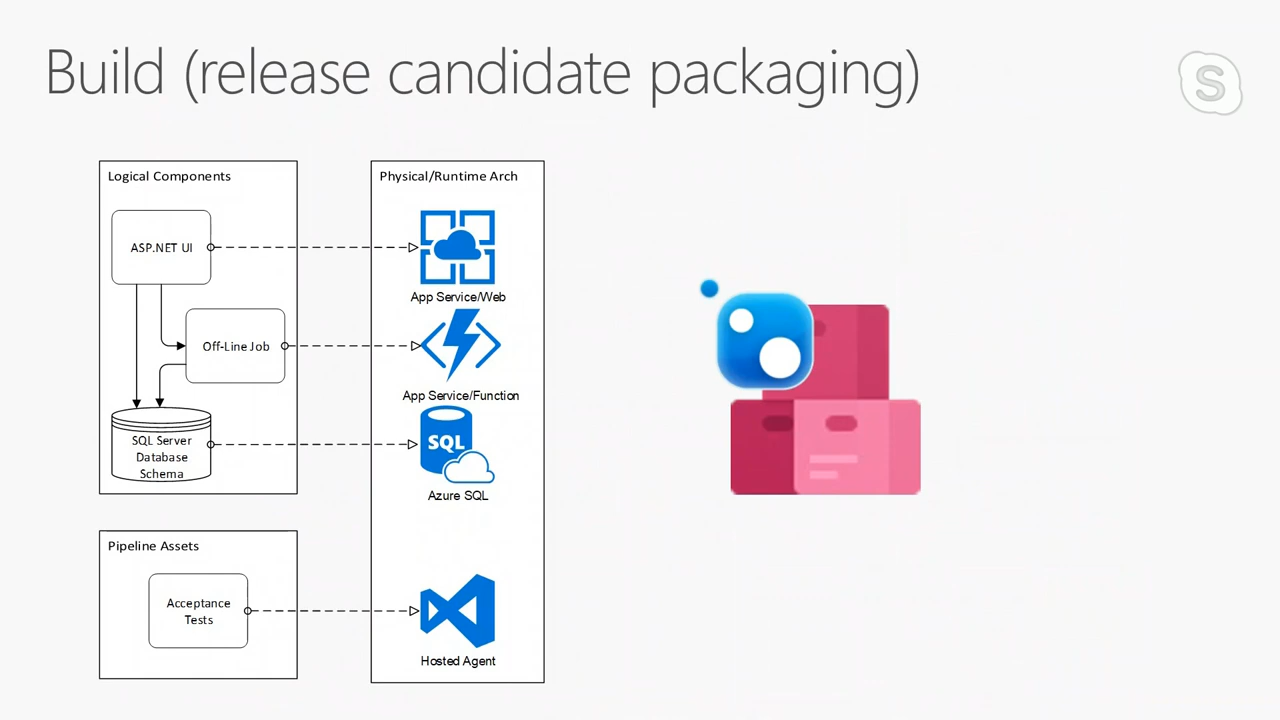 Build (release candidate packaging)
S
Logical Components
ASP.NET UI
Off-Line Job
SQL Server
Database
Schema
Physical/Runtime Arch
App Service/Web
App Service/Function
SQL
Azure SQL
Pipeline Assets
Acceptance
Tests
Hosted Agent